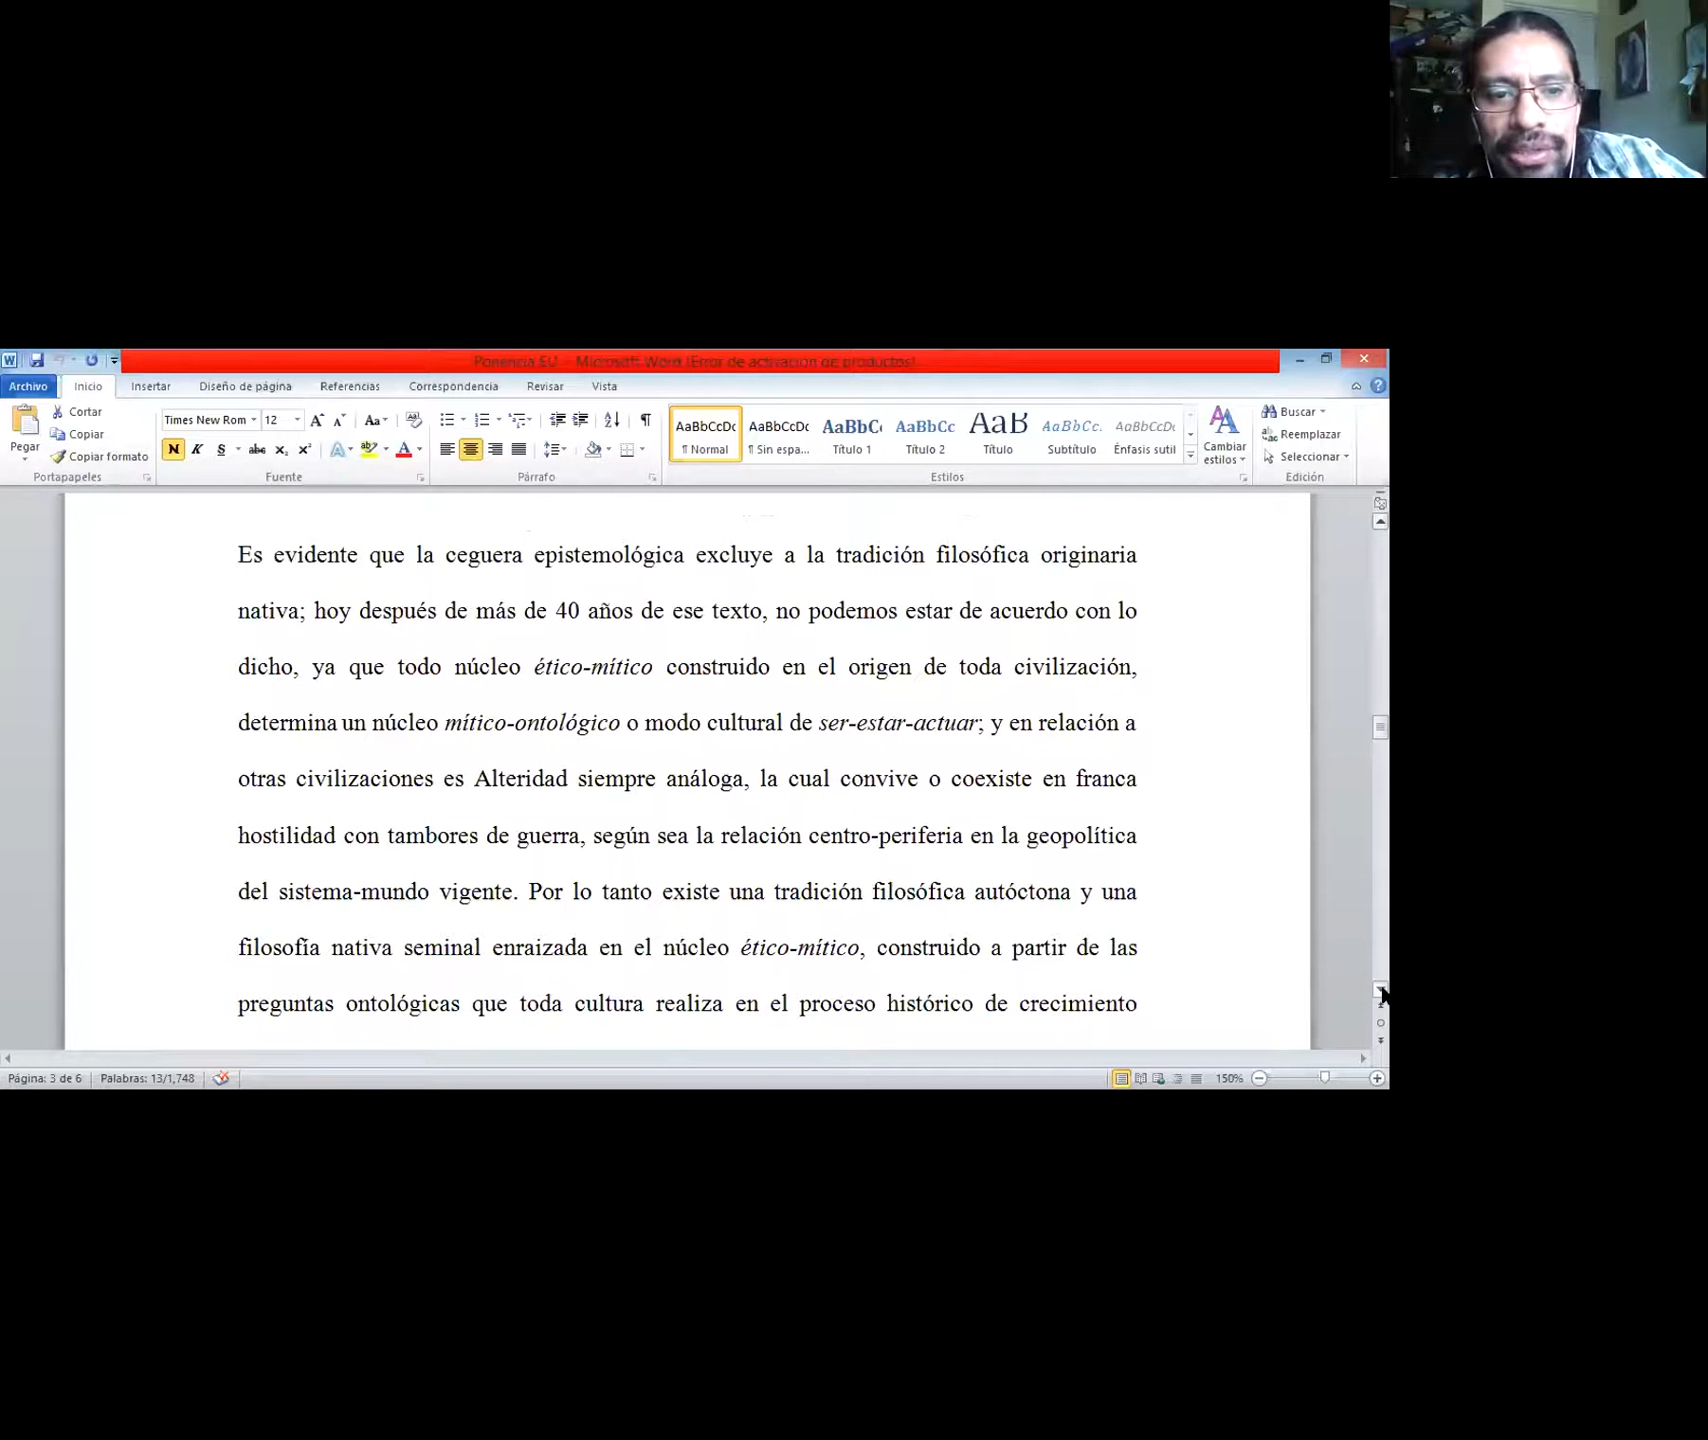 Ponencia EU - Microsoft Word (Error de activación de productos)
Archivo Inicio Insertar Diseño de página Referencias Correspondencia Revisar Vista
Pegar
Cortar
Copiar
Copiar formato
Portapapeles
Times New Rom 12
N K S abc x₂ x²
Aa
A
Fuente
Párrafo
AaBbCcDc AaBbCcDc AaBbC AaBbCc AaB AaBbCc. AaBbCcDc
¶ Normal ¶ Sin espa... Título 1 Título 2 Título Subtítulo Énfasis sutil
Cambiar estilos
Estilos
Buscar
Reemplazar
Seleccionar
Edición
Es evidente que la ceguera epistemológica excluye a la tradición filosófica originaria
nativa; hoy después de más de 40 años de ese texto, no podemos estar de acuerdo con lo
dicho, ya que todo núcleo ético-mítico construido en el origen de toda civilización,
determina un núcleo mítico-ontológico o modo cultural de ser-estar-actuar; y en relación a
otras civilizaciones es Alteridad siempre análoga, la cual convive o coexiste en franca
hostilidad con tambores de guerra, según sea la relación centro-periferia en la geopolítica
del sistema-mundo vigente. Por lo tanto existe una tradición filosófica autóctona y una
filosofía nativa seminal enraizada en el núcleo ético-mítico, construido a partir de las
preguntas ontológicas que toda cultura realiza en el proceso histórico de crecimiento
Página: 3 de 6 Palabras: 13/1,748 150%